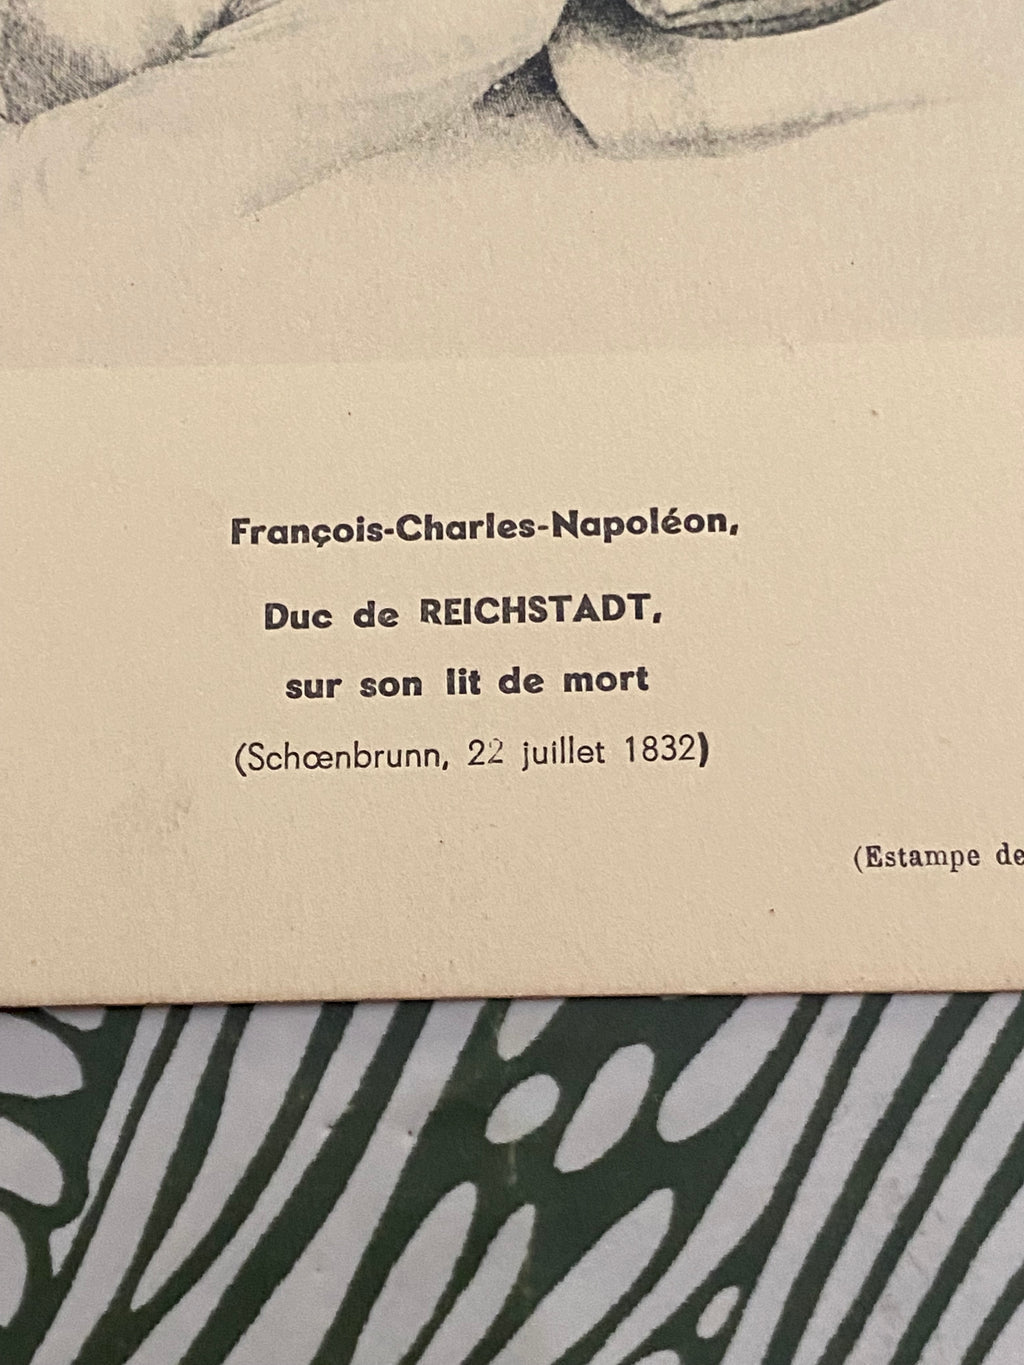 François-Charles-Napoléon,
Duc de REICHSTADT,
sur son lit de mort
(Schœnbrunn, 22 juillet 1832)
(Estampe de